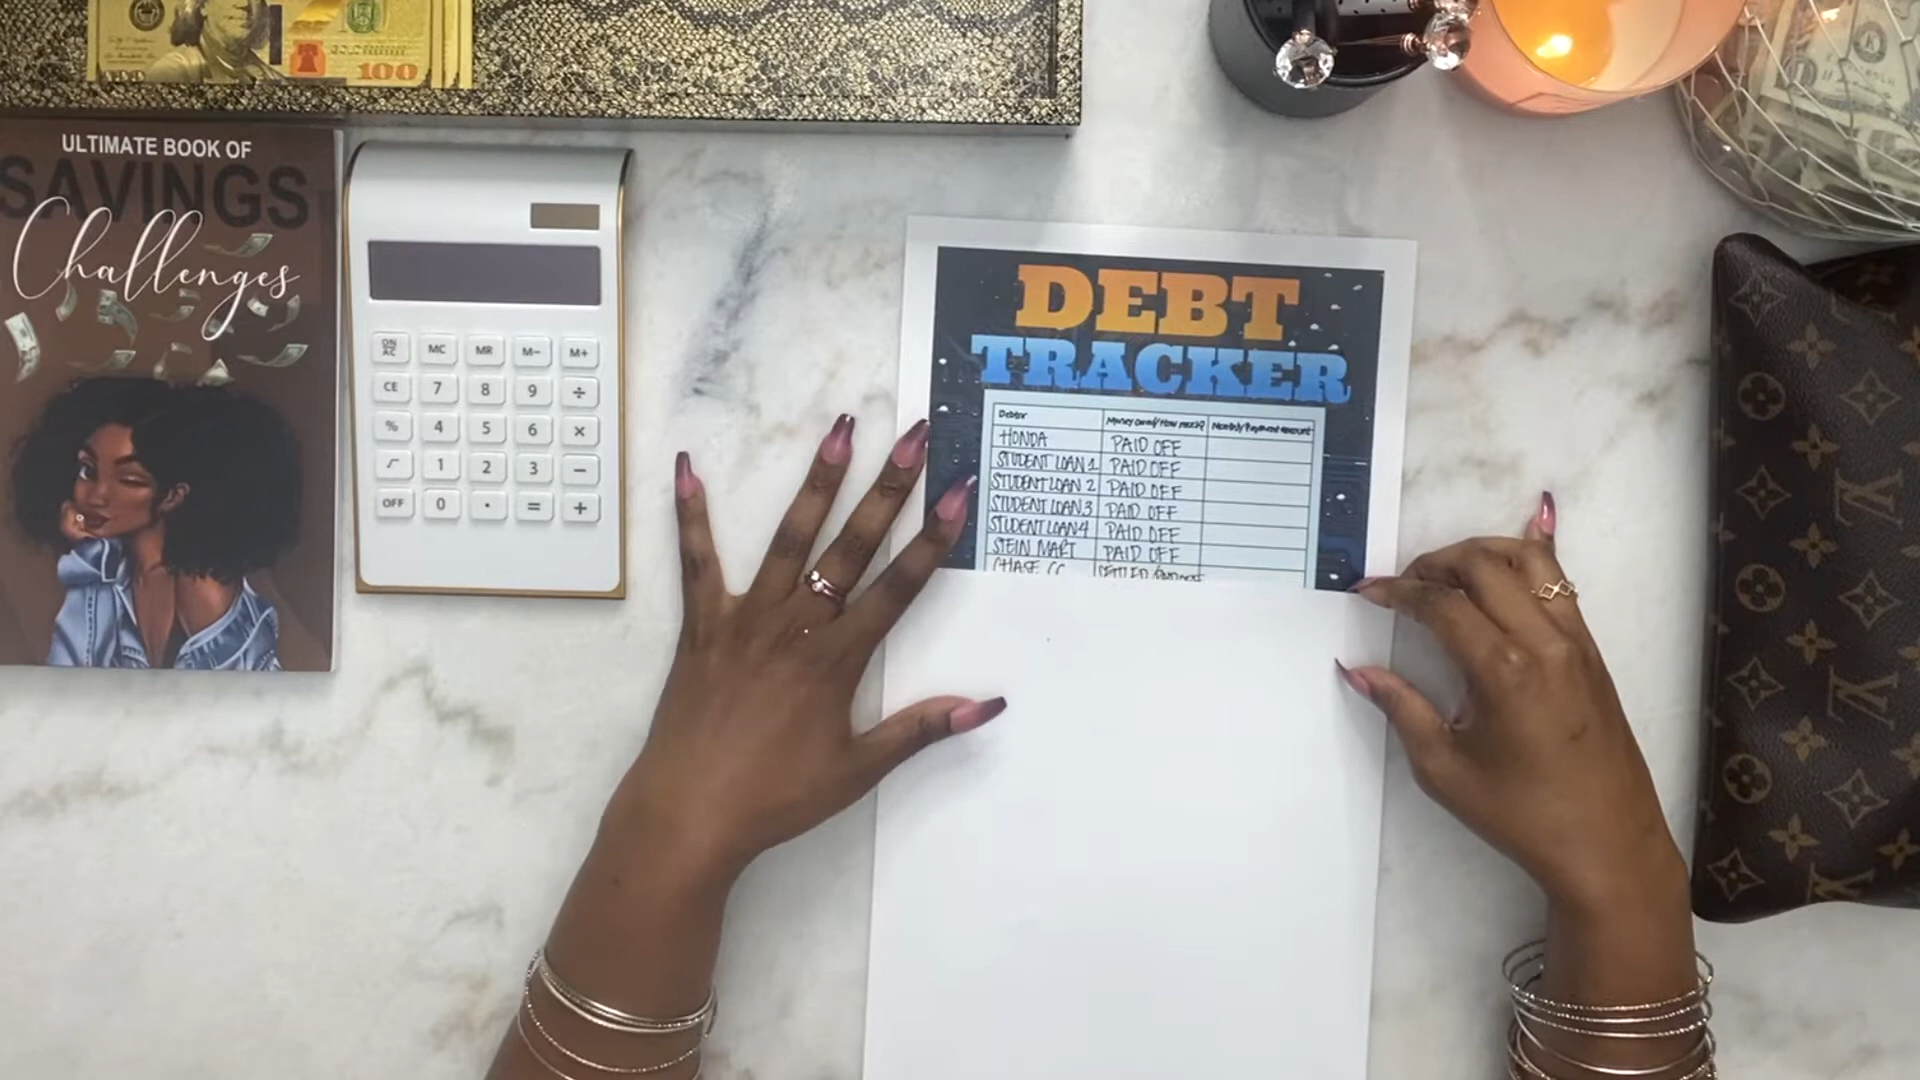 100
ULTIMATE BOOK OF
SAVINGS
Challenges
ON AC MC MR M− M+
CE 7 8 9 ÷
% 4 5 6 ×
√ 1 2 3 −
OFF 0 . = +
DEBT
TRACKER
Debtor Money owed/How much? Monthly Payment amount
HONDA PAID OFF
STUDENT LOAN 1 PAID OFF
STUDENT LOAN 2 PAID OFF
STUDENT LOAN 3 PAID OFF
STUDENT LOAN 4 PAID OFF
STEIN MART PAID OFF
CHASE CC SETTLED